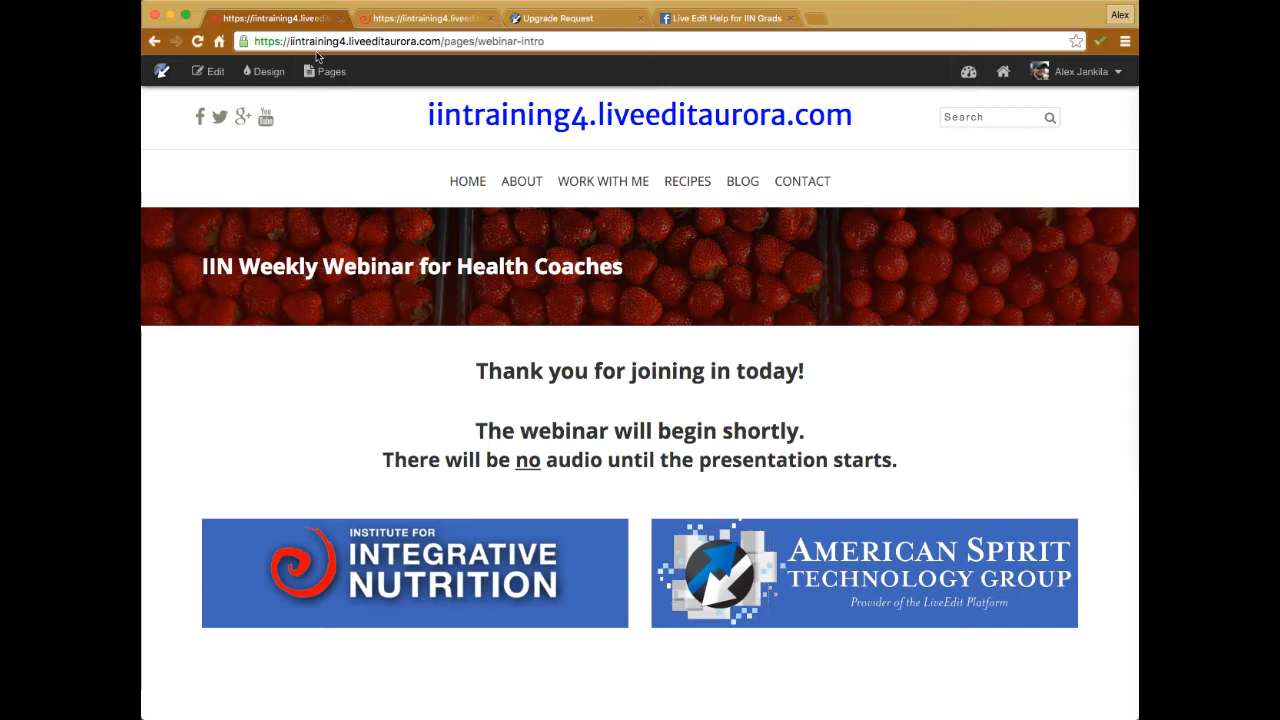 https://iintraining4.liveedit
https://iintraining4.liveedit
Upgrade Request
Live Edit Help for IIN Grads
Alex
https://iintraining4.liveeditaurora.com/pages/webinar-intro
Edit
Design
Pages
Alex Jankila
iintraining4.liveeditaurora.com
You Tube
Search
HOME ABOUT WORK WITH ME RECIPES BLOG CONTACT
IIN Weekly Webinar for Health Coaches
Thank you for joining in today!
The webinar will begin shortly.
There will be no audio until the presentation starts.
INSTITUTE FOR
INTEGRATIVE
NUTRITION
AMERICAN SPIRIT
TECHNOLOGY GROUP
Provider of the LiveEdit Platform